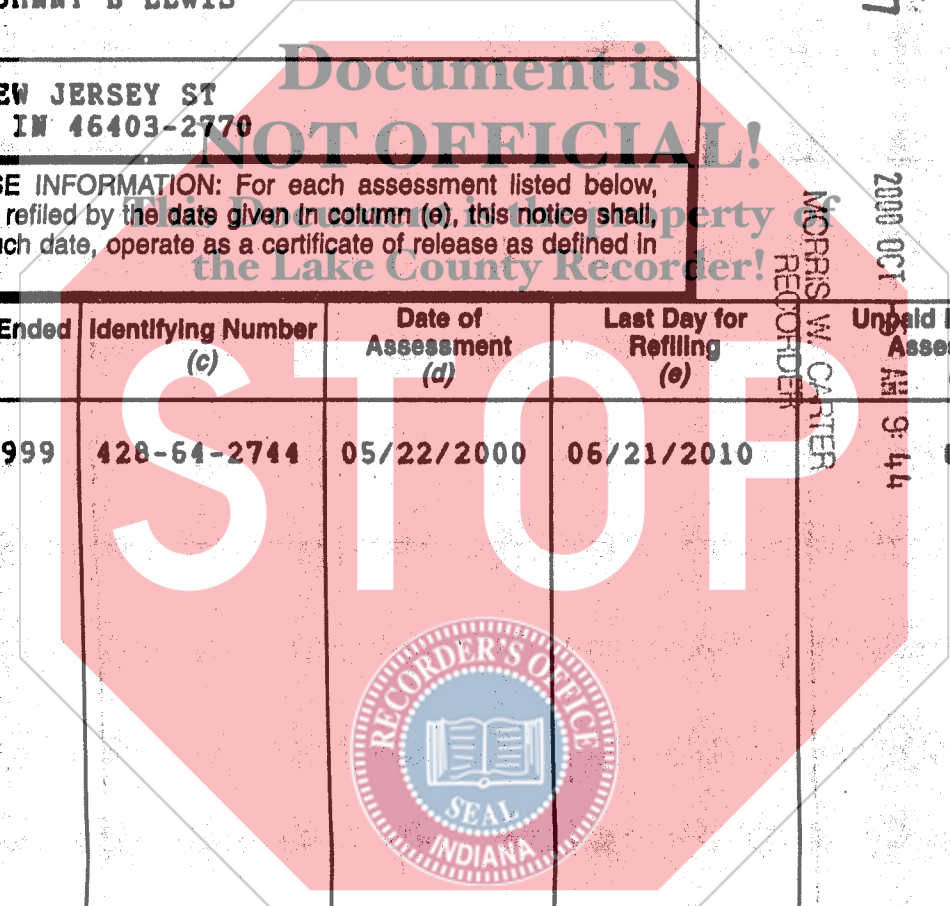 EW JERSEY ST
IN 46403-2770
SE INFORMATION: For each assessment listed below,
refiled by the date given in column (e), this notice shall,
uch date, operate as a certificate of release as defined in
Ended Identifying Number (c) Date of Assessment (d) Last Day for Refiling (e) Unpaid
999 428-64-2744 05/22/2000 06/21/2010
Document is
NOT OFFICIAL!
This Document is the property of
the Lake County Recorder!
STOP
RECORDER'S OFFICE
SEAL
INDIANA
2000 OCT AM 9:44
MORRIS W. CARTER
RECORDER